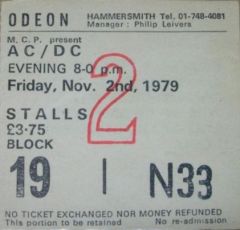 ODEON HAMMERSMITH Tel. 01-748-4081
Manager : Philip Leivers
M.C.P. present
AC/DC
EVENING 8-0 p.m.
Friday, Nov. 2nd, 1979
2
STALLS
£3·75
BLOCK
19 | N33
NO TICKET EXCHANGED NOR MONEY REFUNDED
This portion to be retained No re-admission